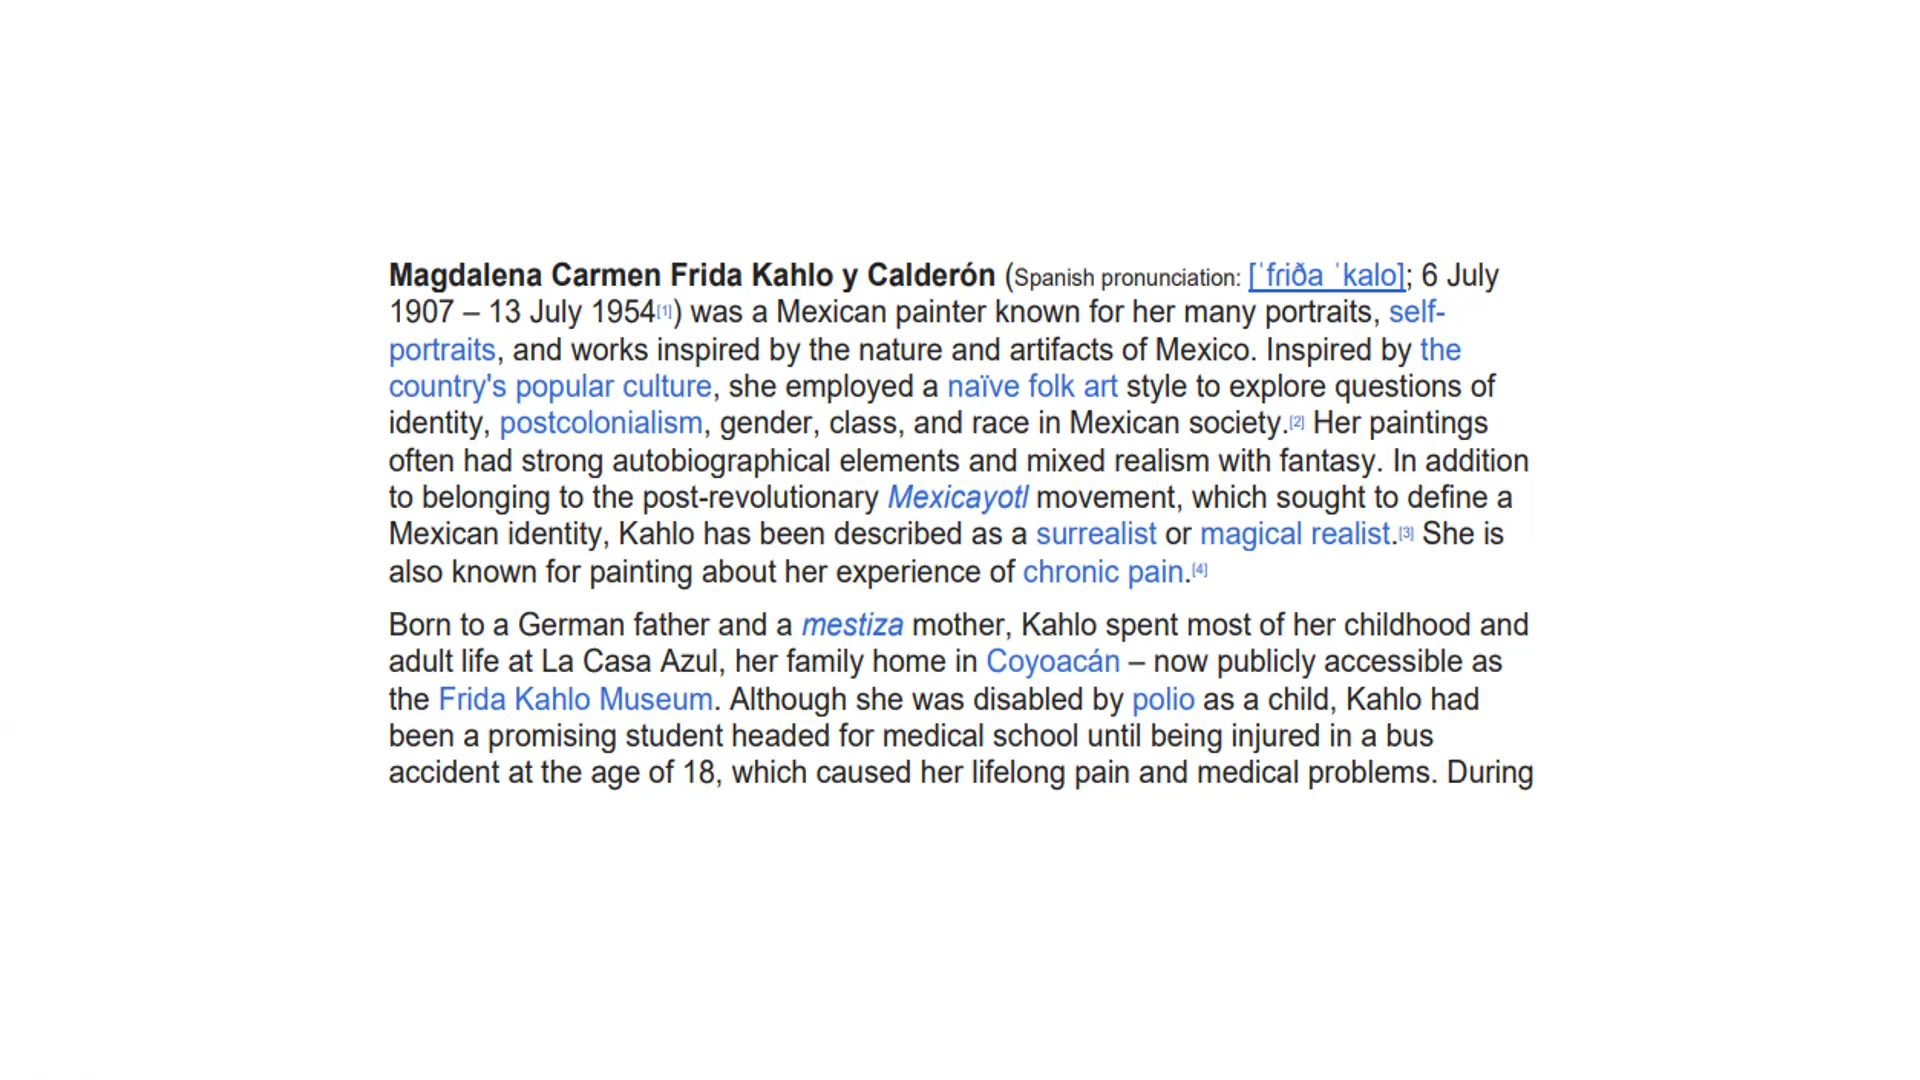 Magdalena Carmen Frida Kahlo y Calderón (Spanish pronunciation: [ˈfɾiða ˈkalo]; 6 July
1907 – 13 July 1954[1]) was a Mexican painter known for her many portraits, self-
portraits, and works inspired by the nature and artifacts of Mexico. Inspired by the
country's popular culture, she employed a naïve folk art style to explore questions of
identity, postcolonialism, gender, class, and race in Mexican society.[2] Her paintings
often had strong autobiographical elements and mixed realism with fantasy. In addition
to belonging to the post-revolutionary Mexicayotl movement, which sought to define a
Mexican identity, Kahlo has been described as a surrealist or magical realist.[3] She is
also known for painting about her experience of chronic pain.[4]
Born to a German father and a mestiza mother, Kahlo spent most of her childhood and
adult life at La Casa Azul, her family home in Coyoacán – now publicly accessible as
the Frida Kahlo Museum. Although she was disabled by polio as a child, Kahlo had
been a promising student headed for medical school until being injured in a bus
accident at the age of 18, which caused her lifelong pain and medical problems. During